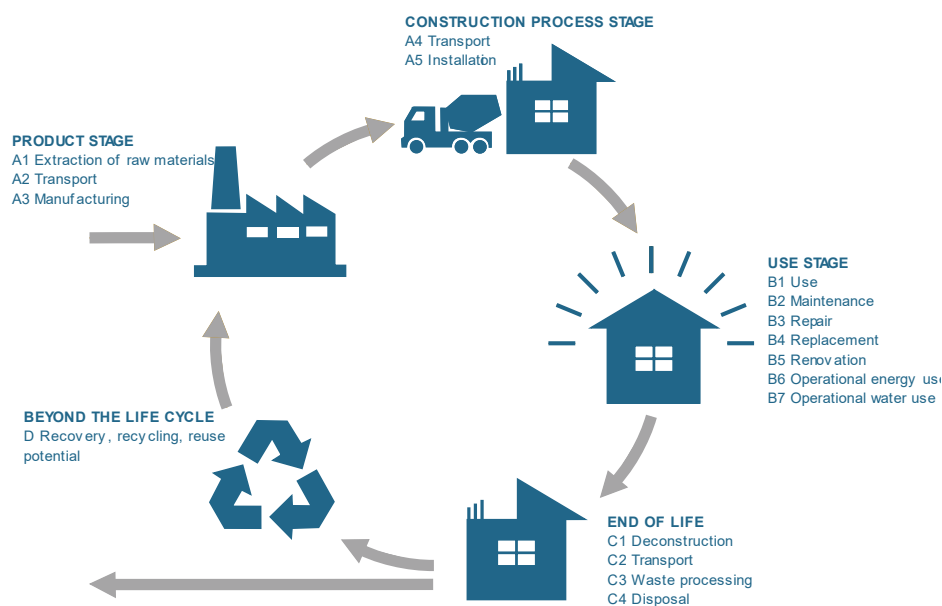 CONSTRUCTION PROCESS STAGE
A4 Transport
A5 Installation
PRODUCT STAGE
A1 Extraction of raw materials
A2 Transport
A3 Manufacturing
USE STAGE
B1 Use
B2 Maintenance
B3 Repair
B4 Replacement
B5 Renovation
B6 Operational energy use
B7 Operational water use
BEYOND THE LIFE CYCLE
D Recovery, recycling, reuse
potential
END OF LIFE
C1 Deconstruction
C2 Transport
C3 Waste processing
C4 Disposal